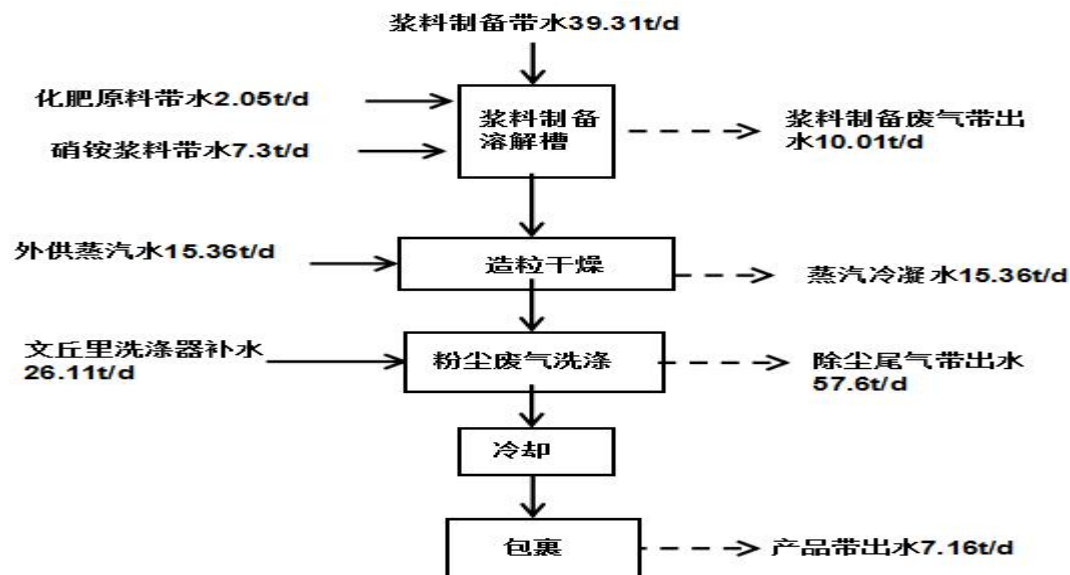 浆料制备带水39.31t/d
化肥原料带水2.05t/d
硝铵浆料带水7.3t/d
浆料制备
溶解槽
浆料制备废气带出
水10.01t/d
外供蒸汽水15.36t/d
造粒干燥
蒸汽冷凝水15.36t/d
文丘里洗涤器补水
26.11t/d
粉尘废气洗涤
除尘尾气带出水
57.6t/d
冷却
包裹
产品带出水7.16t/d